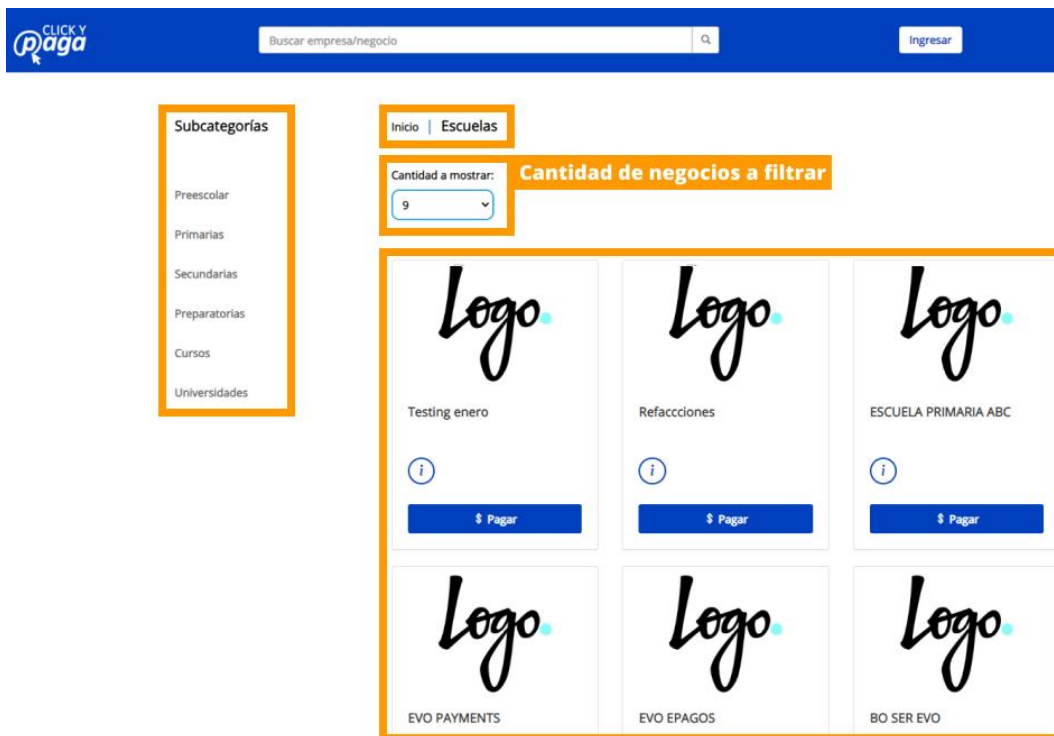 CLICK Y
paga
Buscar empresa/negocio
Ingresar
Subcategorías
Preescolar
Primarias
Secundarias
Preparatorias
Cursos
Universidades
Inicio | Escuelas
Cantidad a mostrar:
9
Cantidad de negocios a filtrar
Logo.
Logo.
Logo.
Testing enero
Refaccciones
ESCUELA PRIMARIA ABC
i
i
i
$ Pagar
$ Pagar
$ Pagar
Logo.
Logo.
Logo.
EVO PAYMENTS
EVO EPAGOS
BO SER EVO